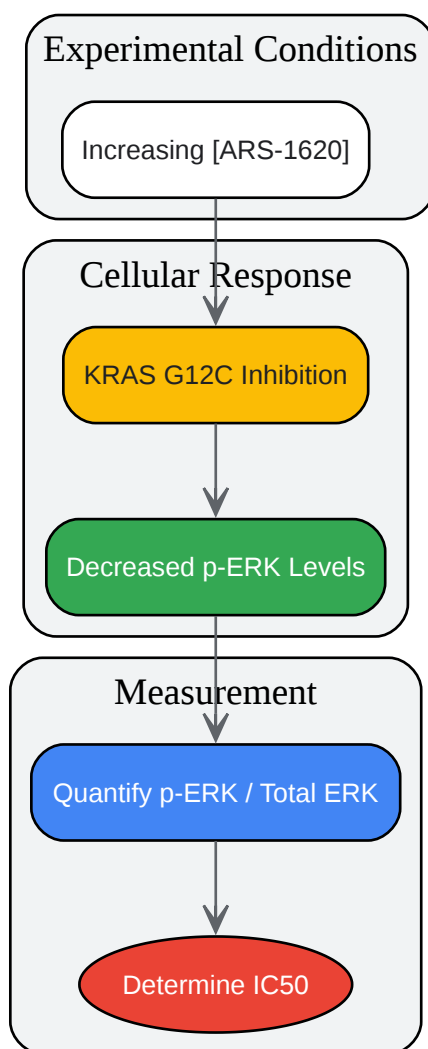 Experimental Conditions
Increasing [ARS-1620]
Cellular Response
KRAS G12C Inhibition
Decreased p-ERK Levels
Measurement
Quantify p-ERK / Total ERK
Determine IC50